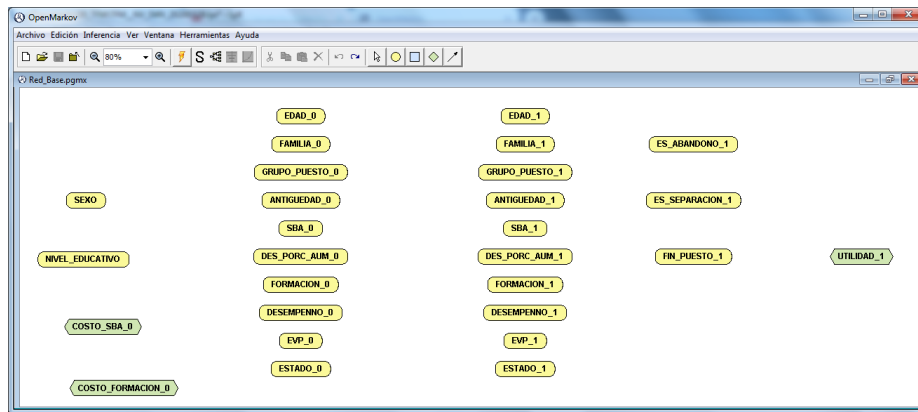 OpenMarkov
Archivo Edición Inferencia Ver Ventana Herramientas Ayuda
80%
Red_Base.pgmx
EDAD_0 EDAD_1
FAMILIA_0 FAMILIA_1 ES_ABANDONO_1
GRUPO_PUESTO_0 GRUPO_PUESTO_1
SEXO ANTIGUEDAD_0 ANTIGUEDAD_1 ES_SEPARACION_1
SBA_0 SBA_1
NIVEL_EDUCATIVO DES_PORC_AUM_0 DES_PORC_AUM_1 FIN_PUESTO_1 UTILIDAD_1
FORMACION_0 FORMACION_1
COSTO_SBA_0 DESEMPENNO_0 DESEMPENNO_1
EVP_0 EVP_1
ESTADO_0 ESTADO_1
COSTO_FORMACION_0